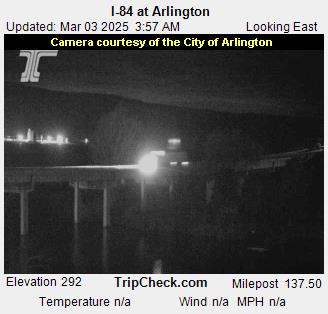 I-84 at Arlington
Updated: Mar 03 2025 3:57 AM Looking East
Camera courtesy of the City of Arlington
Elevation 292 TripCheck.com Milepost 137.50
Temperature n/a Wind n/a MPH n/a